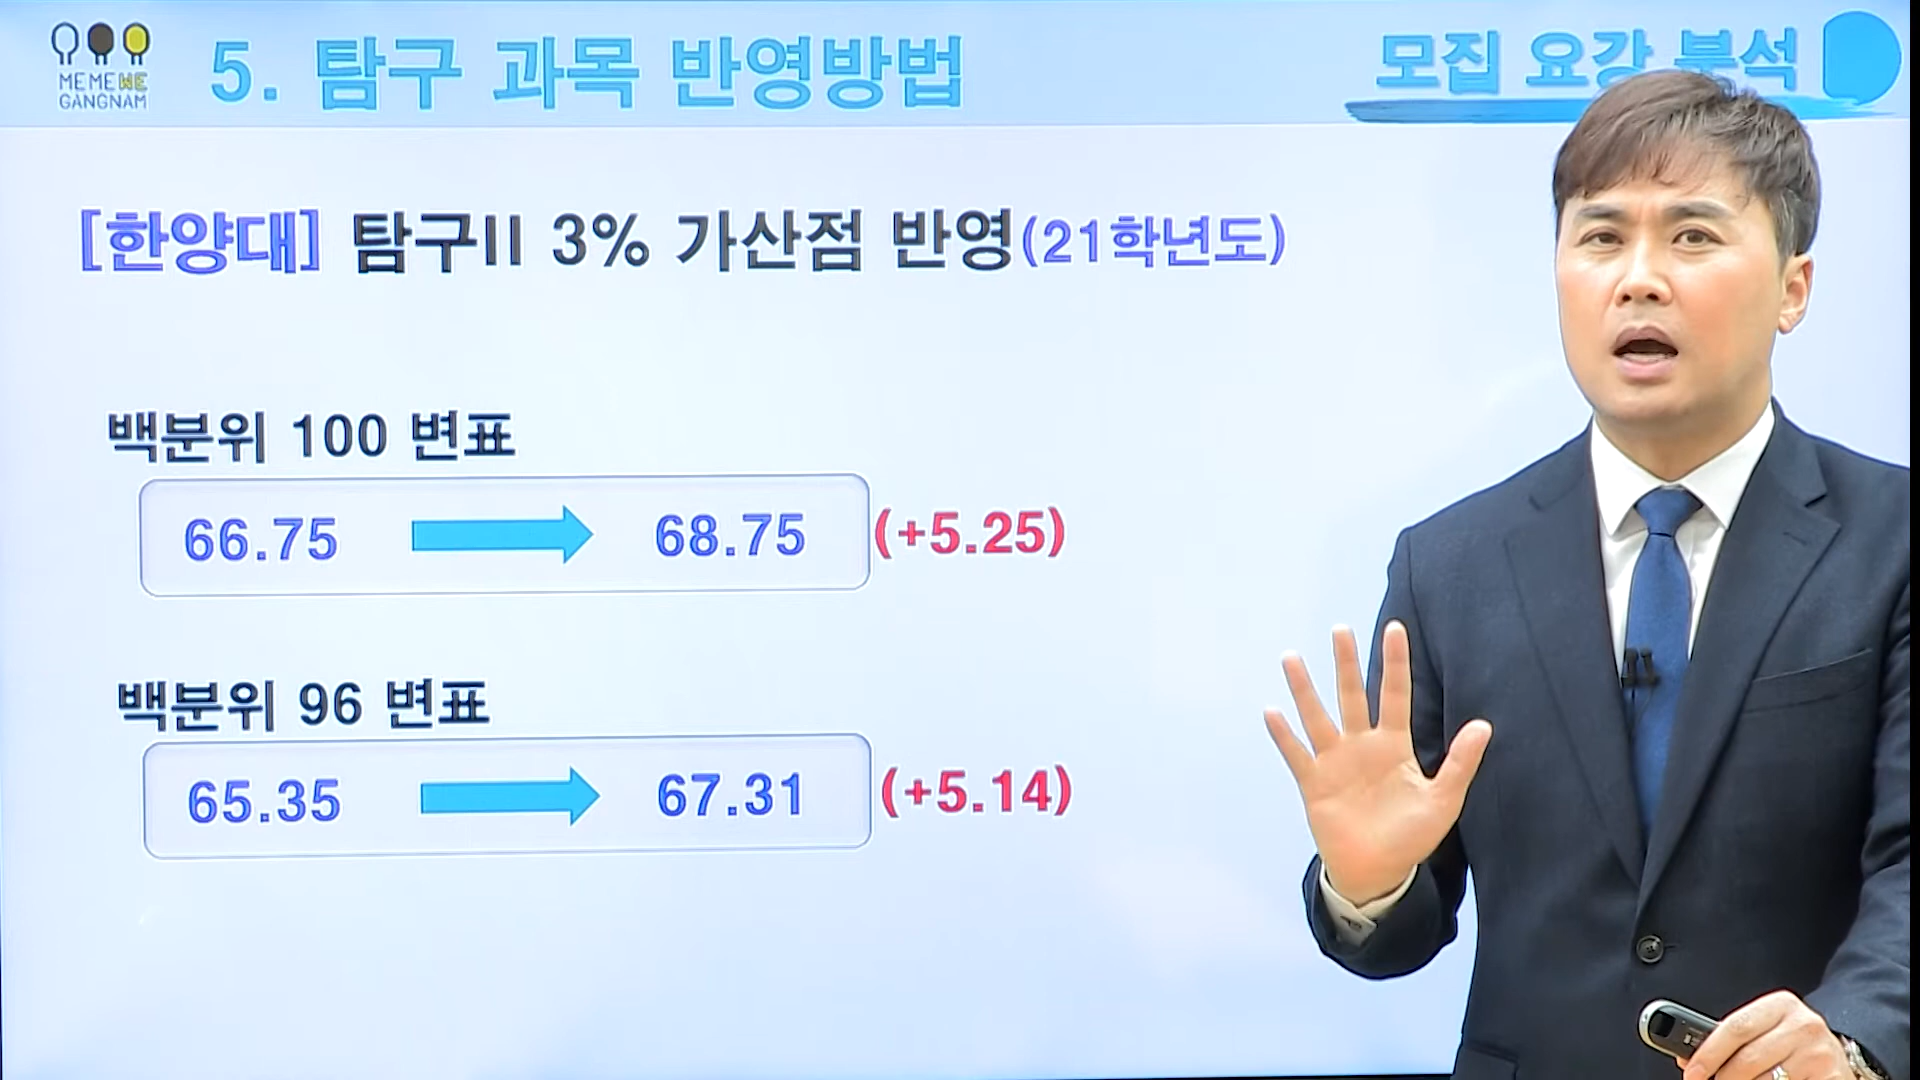 MEMEWE
GANGNAM
5. 탐구 과목 반영방법
모집 요강 분석
[한양대] 탐구II 3% 가산점 반영(21학년도)
백분위 100 변표
66.75 68.75 (+5.25)
백분위 96 변표
65.35 67.31 (+5.14)